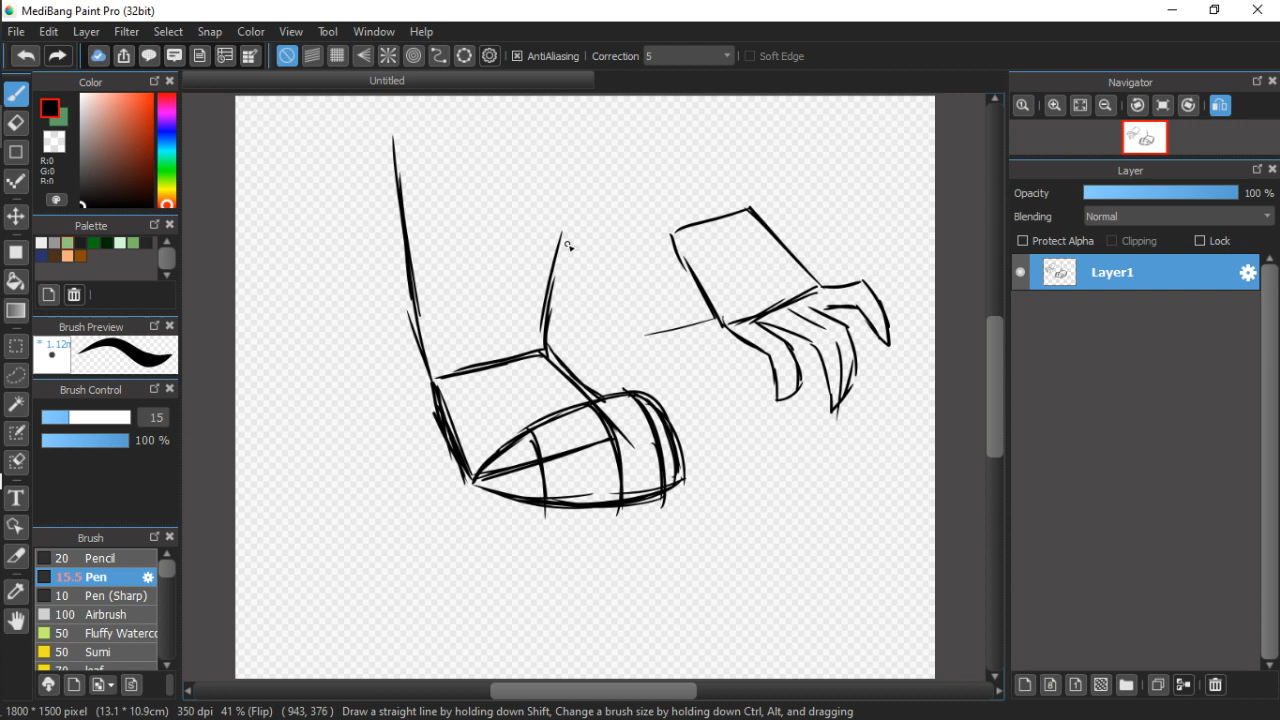 MediBang Paint Pro (32bit)
File Edit Layer Filter Select Snap Color View Tool Window Help
AntiAliasing Correction 5 Soft Edge
Color
Untitled
Navigator
R:0
G:0
B:0
Layer
Opacity 100 %
Blending Normal
Protect Alpha Clipping Lock
Palette
Layer1
Brush Preview
* 1.12m
Brush Control
15
100 %
T
Brush
20 Pencil
15.5 Pen
10 Pen (Sharp)
100 Airbrush
50 Fluffy Waterco
50 Sumi
70 leaf
1800 * 1500 pixel (13.1 * 10.9cm) 350 dpi 41 % (Flip) ( 943, 376 ) Draw a straight line by holding down Shift, Change a brush size by holding down Ctrl, Alt, and dragging